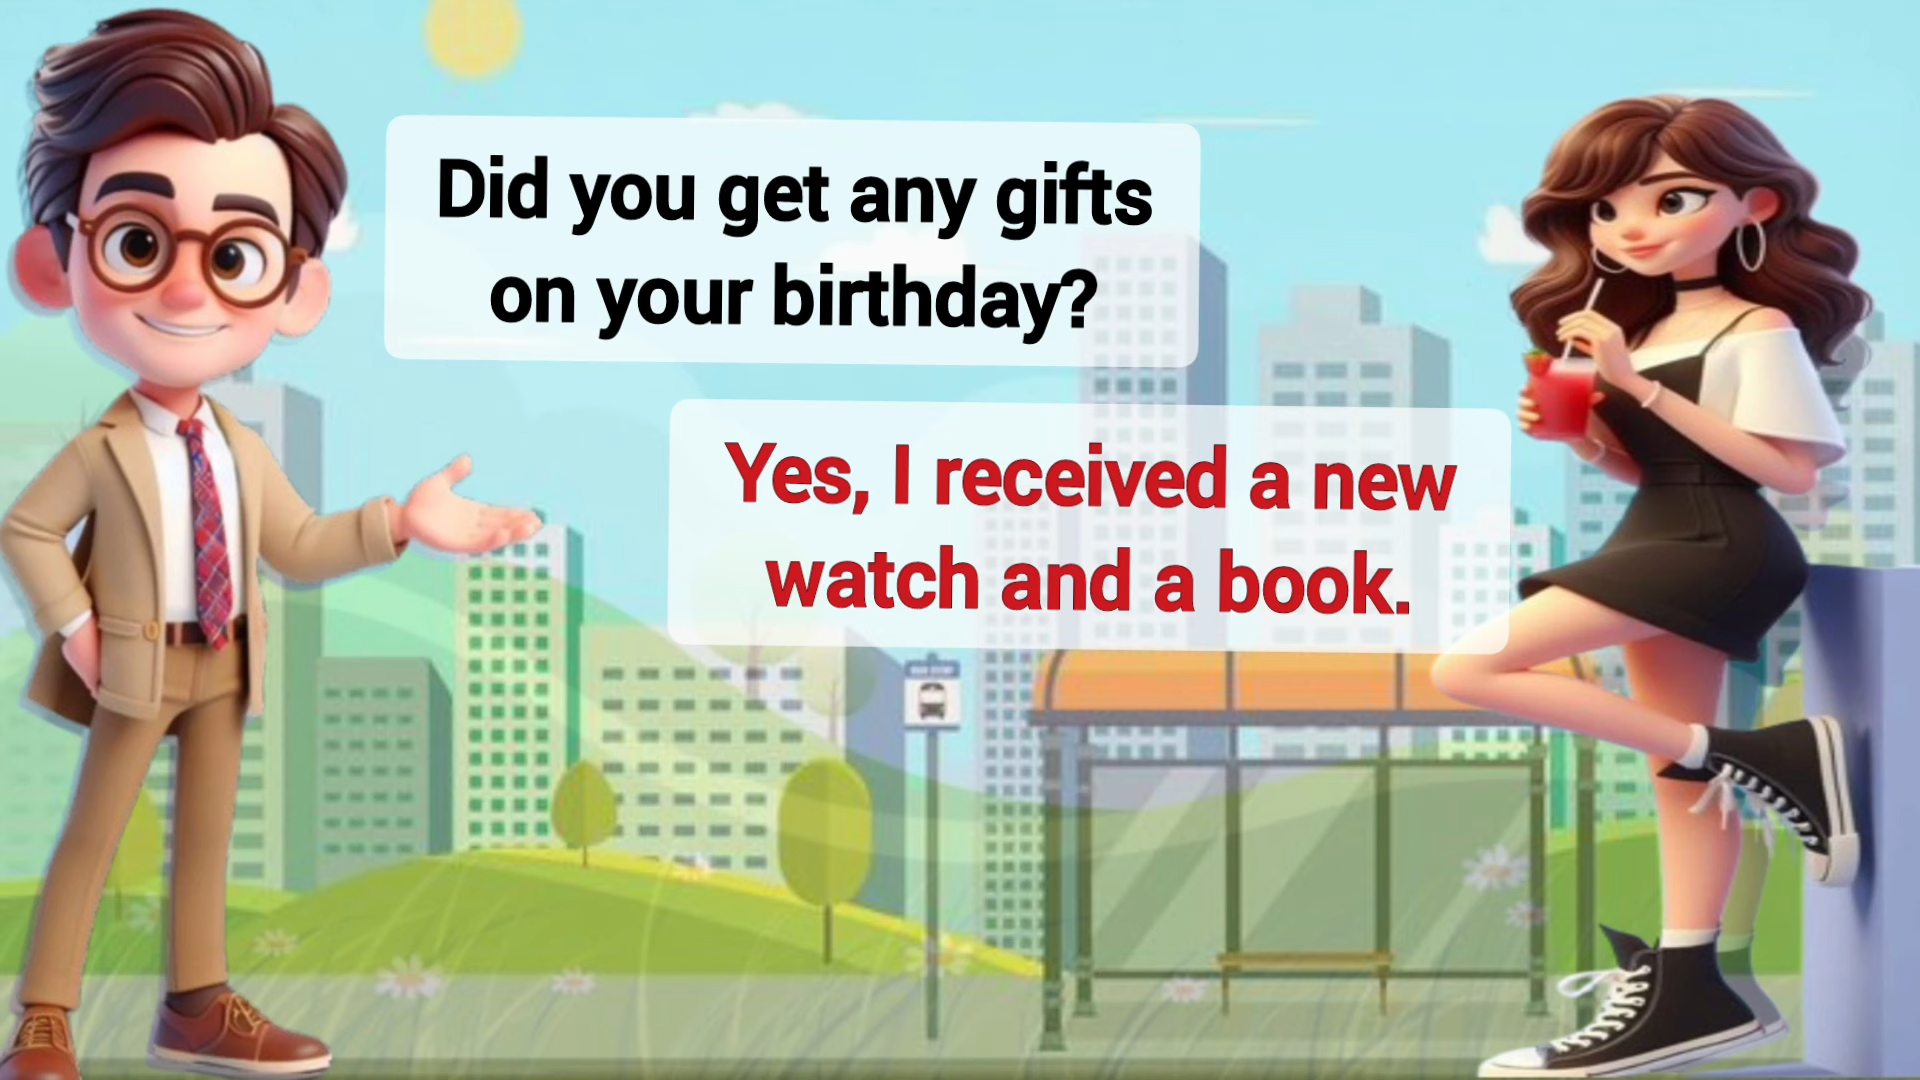 Did you get any gifts
on your birthday?
Yes, I received a new
watch and a book.